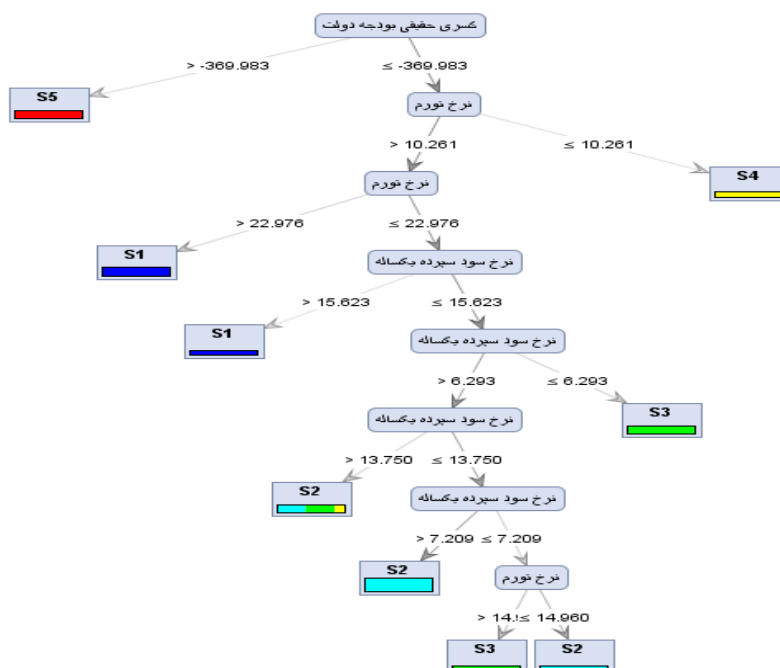 کسری حقیقی بودجه دولت
> -369.983
≤ -369.983
S5
نرخ تورم
> 10.261
≤ 10.261
نرخ تورم
S4
> 22.976
≤ 22.976
S1
نرخ سود سپرده یکساله
> 15.623
≤ 15.623
S1
نرخ سود سپرده یکساله
> 6.293
≤ 6.293
نرخ سود سپرده یکساله
S3
> 13.750
≤ 13.750
S2
نرخ سود سپرده یکساله
> 7.209
≤ 7.209
S2
نرخ تورم
> 14.
≤ 14.960
S3
S2